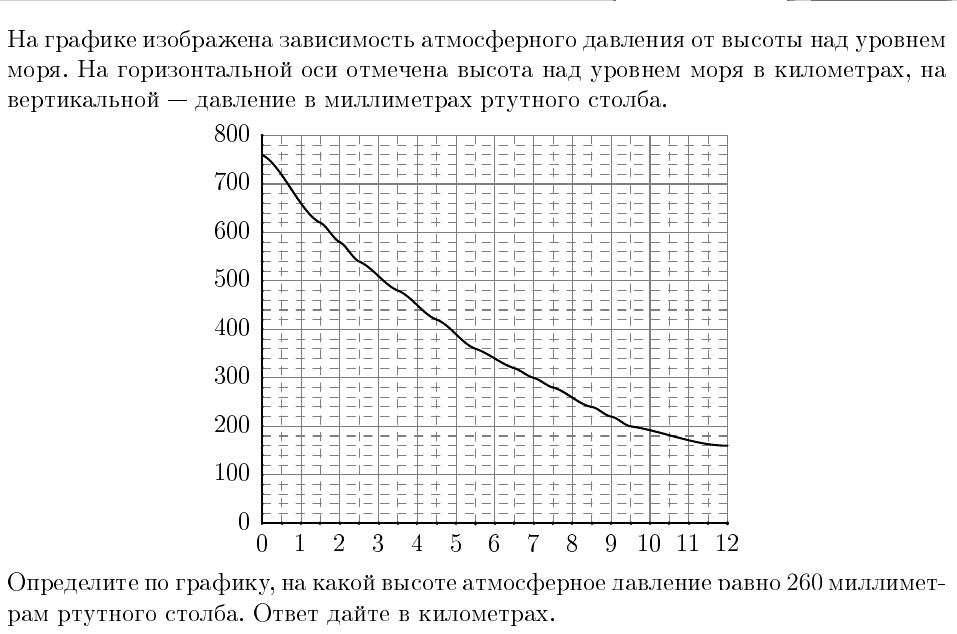 На графике изображена зависимость атмосферного давления от высоты над уровнем
моря. На горизонтальной оси отмечена высота над уровнем моря в километрах, на
вертикальной — давление в миллиметрах ртутного столба.
800
700
600
500
400
300
200
100
0
0 1 2 3 4 5 6 7 8 9 10 11 12
Определите по графику, на какой высоте атмосферное давление равно 260 миллимет-
рам ртутного столба. Ответ дайте в километрах.